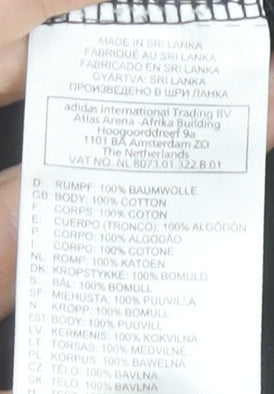 MADE IN SRI LANKA
FABRIQUÉ AU SRI LANKA
FABRICADO EN SRI LANKA
GYÁRTVA: SRI LANKA
ПРОИЗВЕДЕНО В ШРИ ЛАНКА
adidas International Trading BV
Atlas Arena -Afrika Building
Hoogoorddreef 9a
1101 BA Amsterdam ZO
The Netherlands
VAT NO. NL 8073.01.322.B.01
D: RUMPF: 100% BAUMWOLLE
GB: BODY: 100% COTTON
F: CORPS: 100% COTON
E: CUERPO (TRONCO): 100% ALGODÓN
P: CORPO: 100% ALGODÃO
I: CORPO: 100% COTONE
NL: ROMP: 100% KATOEN
DK: KROPSTYKKE: 100% BOMULD
S: BÅL: 100% BOMULL
SF: MIEHUSTA: 100% PUUVILLA
N: KROPP: 100% BOMULL
EST: BODY: 100% PUUVILL
LV: KERMENIS: 100% KOKVILNA
LT: TORSAS: 100% MEDVILNE
PL: KORPUS: 100% BAWELNA
CZ: TĚLO: 100% BAVLNA
SK: TELO: 100% BAVLNA